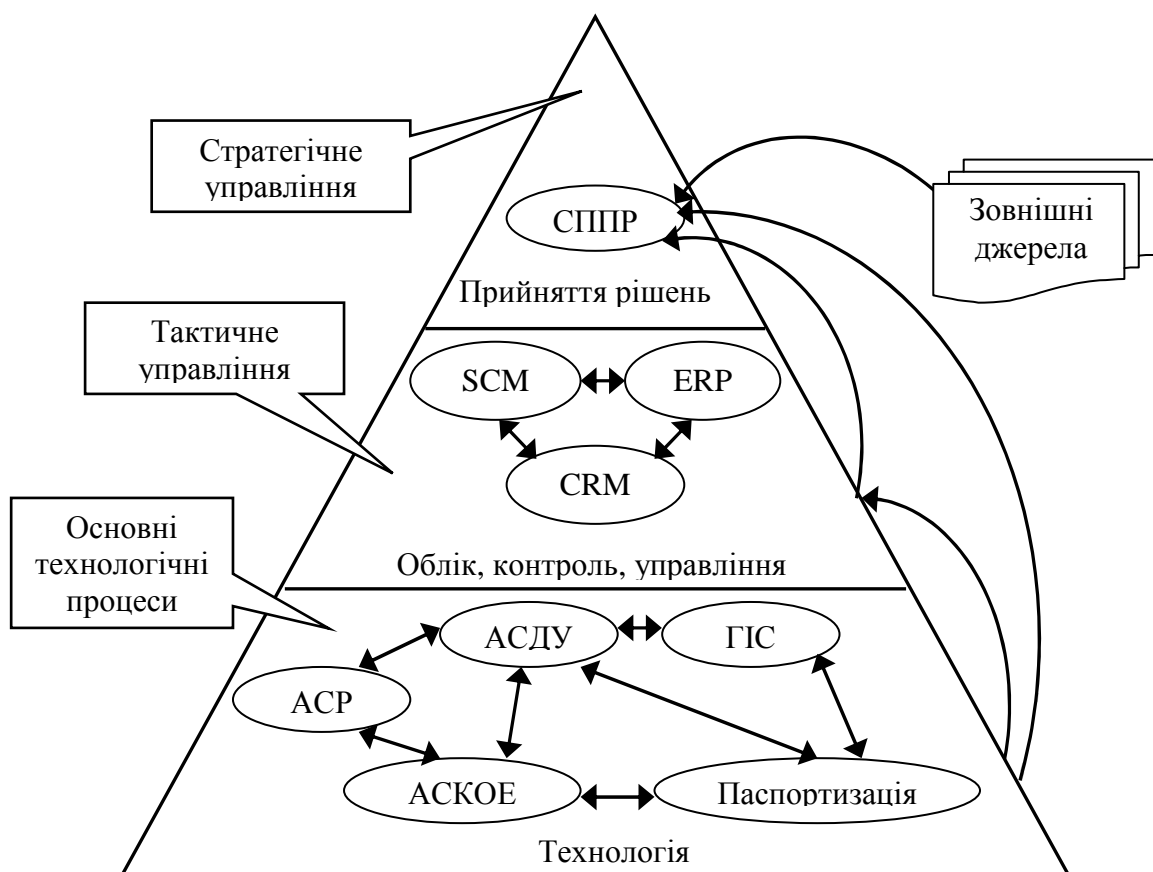 Стратегічне
управління
СППР
Зовнішні
джерела
Прийняття рішень
Тактичне
управління
SCM
ERP
CRM
Основні
технологічні
процеси
Облік, контроль, управління
АСДУ
ГІС
АСР
АСКОЕ
Паспортизація
Технологія